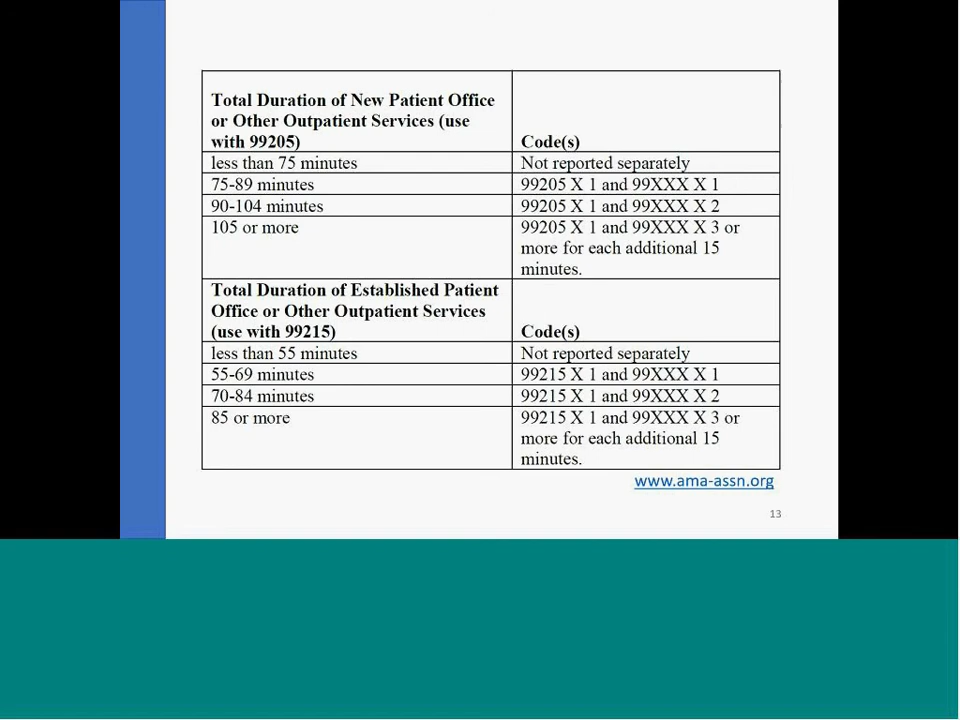 Total Duration of New Patient Office
or Other Outpatient Services (use
with 99205)
Code(s)
less than 75 minutes
Not reported separately
75-89 minutes
99205 X 1 and 99XXX X 1
90-104 minutes
99205 X 1 and 99XXX X 2
105 or more
99205 X 1 and 99XXX X 3 or
more for each additional 15
minutes.
Total Duration of Established Patient
Office or Other Outpatient Services
(use with 99215)
Code(s)
less than 55 minutes
Not reported separately
55-69 minutes
99215 X 1 and 99XXX X 1
70-84 minutes
99215 X 1 and 99XXX X 2
85 or more
99215 X 1 and 99XXX X 3 or
more for each additional 15
minutes.
www.ama-assn.org
13